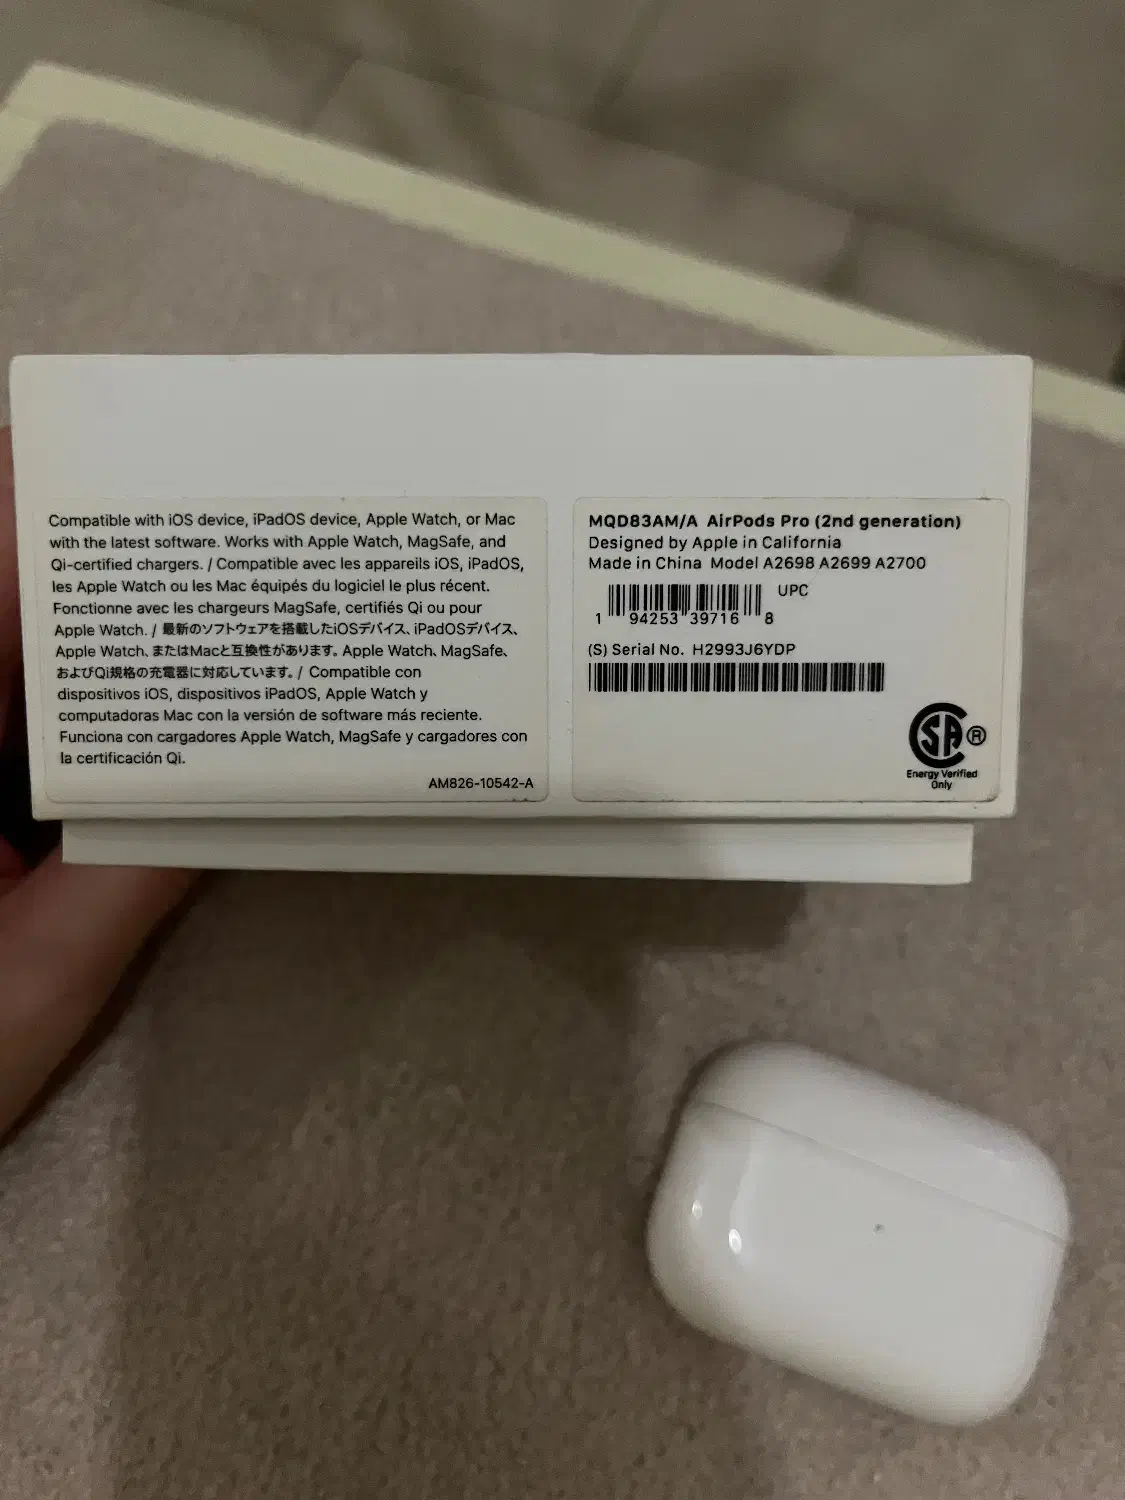 Compatible with iOS device, iPadOS device, Apple Watch, or Mac
with the latest software. Works with Apple Watch, MagSafe, and
Qi-certified chargers. / Compatible avec les appareils iOS, iPadOS,
les Apple Watch ou les Mac équipés du logiciel le plus récent.
Fonctionne avec les chargeurs MagSafe, certifiés Qi ou pour
Apple Watch. / 最新のソフトウェアを搭載したiOSデバイス、iPadOSデバイス、
Apple Watch、またはMacと互換性があります。Apple Watch、MagSafe、
およびQi規格の充電器に対応しています。/ Compatible con
dispositivos iOS, dispositivos iPadOS, Apple Watch y
computadoras Mac con la versión de software más reciente.
Funciona con cargadores Apple Watch, MagSafe y cargadores con
la certificación Qi.
AM826-10542-A
MQD83AM/A AirPods Pro (2nd generation)
Designed by Apple in California
Made in China Model A2698 A2699 A2700
UPC
1 94253 39716 8
(S) Serial No. H2993J6YDP
SA ®
Energy Verified
Only